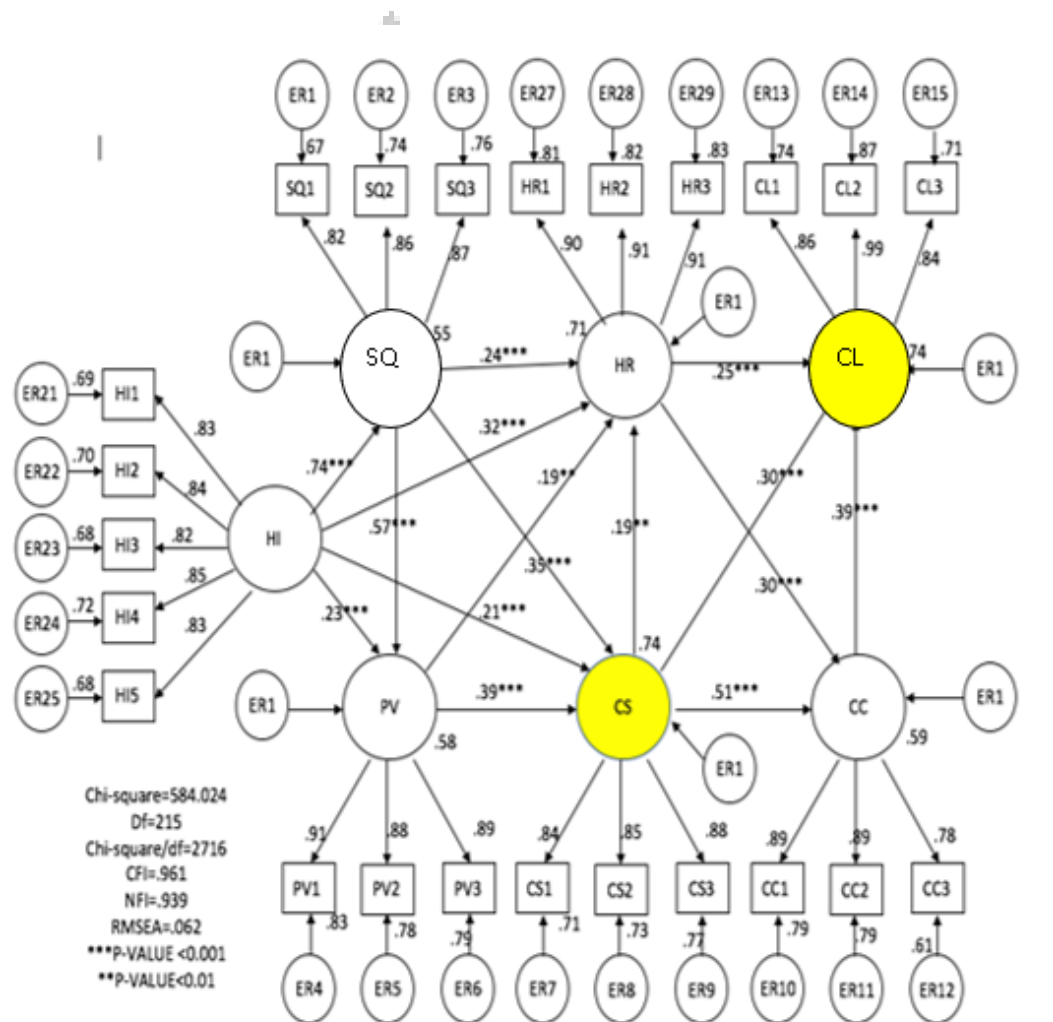 ER1 ER2 ER3 ER27 ER28 ER29 ER13 ER14 ER15
.67 .74 .76 .81 .82 .83 .74 .87 .71
SQ1 SQ2 SQ3 HR1 HR2 HR3 CL1 CL2 CL3
.82 .86 .87 .90 .91 .91 .86 .99 .84
ER1
.55 .71
ER1 SQ .24*** HR .25*** CL .74 ER1
ER21 .69 HI1
.83 .32***
ER22 .70 HI2 .74*** .19** .30***
.84
.57*** .19** .39***
ER23 .68 HI3 .82 HI
.35*** .30***
.85
ER24 .72 HI4 .23*** .21***
.83 .74
ER25 .68 HI5 ER1 PV .39*** CS .51*** CC ER1
.58 .59
ER1
Chi-square=584.024
Df=215
Chi-square/df=2716
CFI=.961
NFI=.939
RMSEA=.062
***P-VALUE <0.001
**P-VALUE<0.01
.91 .88 .89 .84 .85 .88 .89 .89 .78
PV1 PV2 PV3 CS1 CS2 CS3 CC1 CC2 CC3
.83 .78 .79 .71 .73 .77 .79 .79 .61
ER4 ER5 ER6 ER7 ER8 ER9 ER10 ER11 ER12